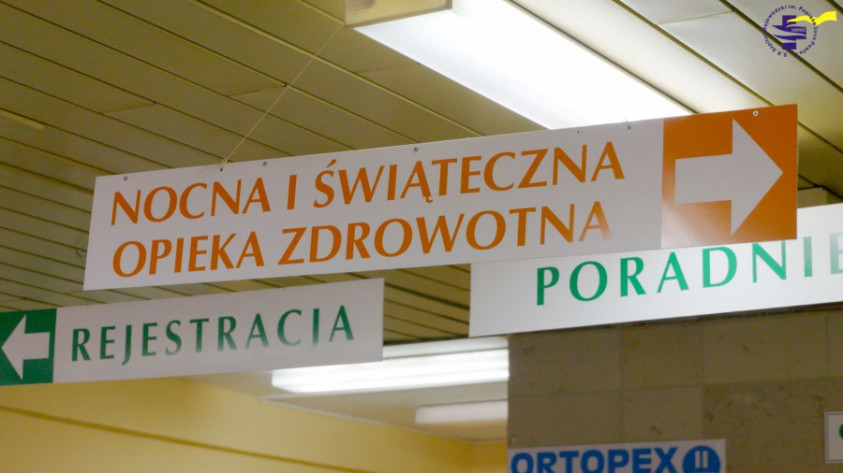 NOCNA I ŚWIĄTECZNA
OPIEKA ZDROWOTNA
PORADNIE
REJESTRACJA
ORTOPEX